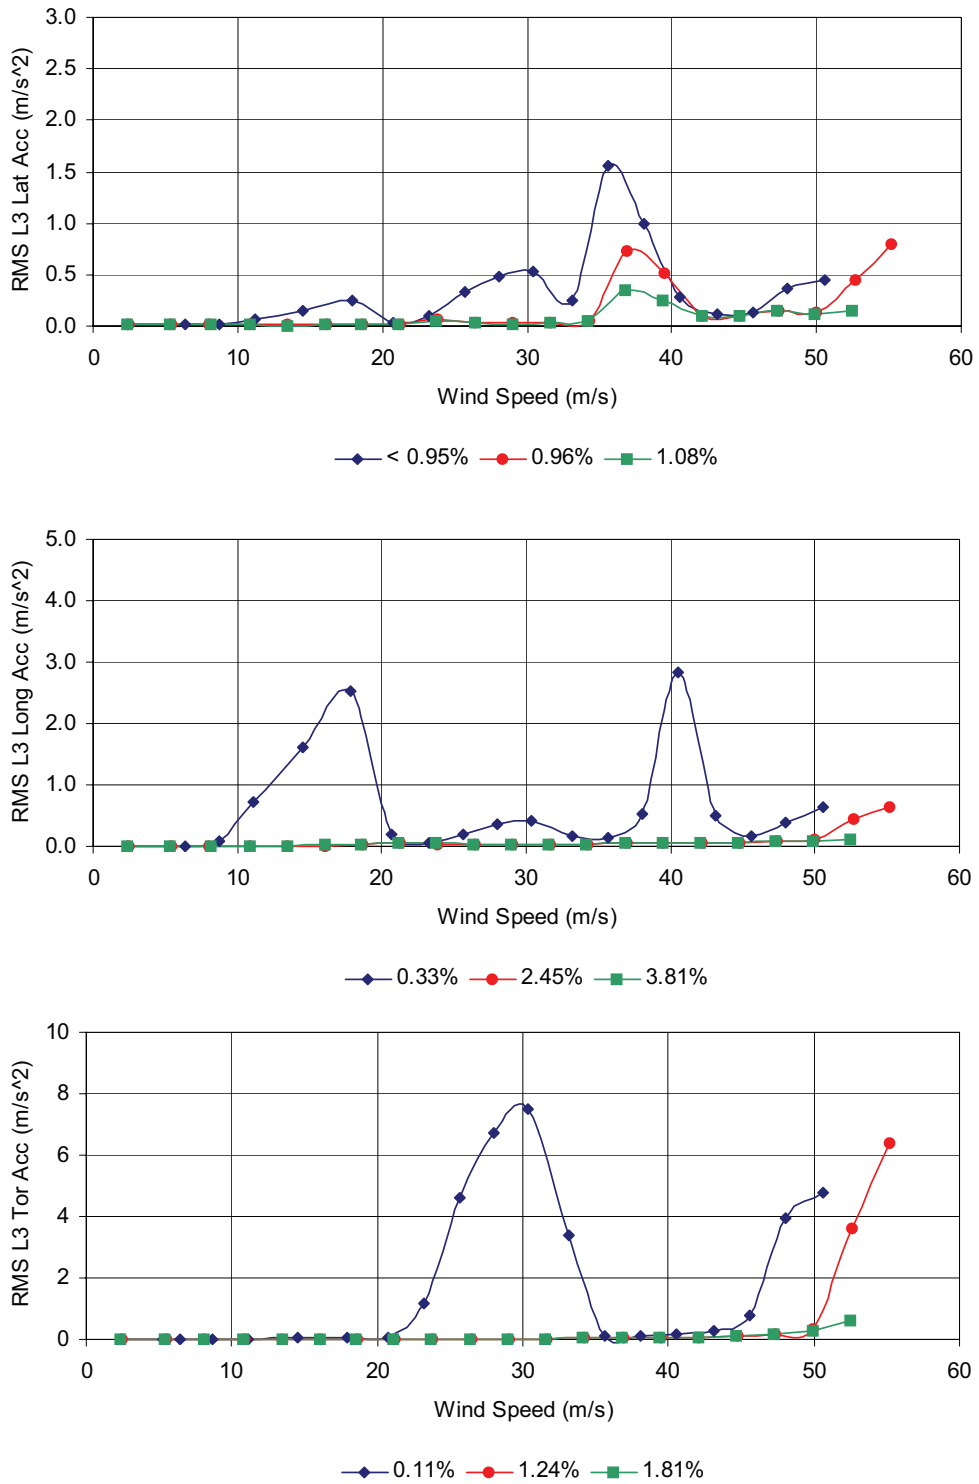 3.0
2.5
2.0
1.5
1.0
0.5
0.0
RMS L3 Lat Acc (m/s^2)
0 10 20 30 40 50 60
Wind Speed (m/s)
< 0.95% 0.96% 1.08%
5.0
4.0
3.0
2.0
1.0
0.0
RMS L3 Long Acc (m/s^2)
0 10 20 30 40 50 60
Wind Speed (m/s)
0.33% 2.45% 3.81%
10
8
6
4
2
0
RMS L3 Tor Acc (m/s^2)
0 10 20 30 40 50 60
Wind Speed (m/s)
0.11% 1.24% 1.81%